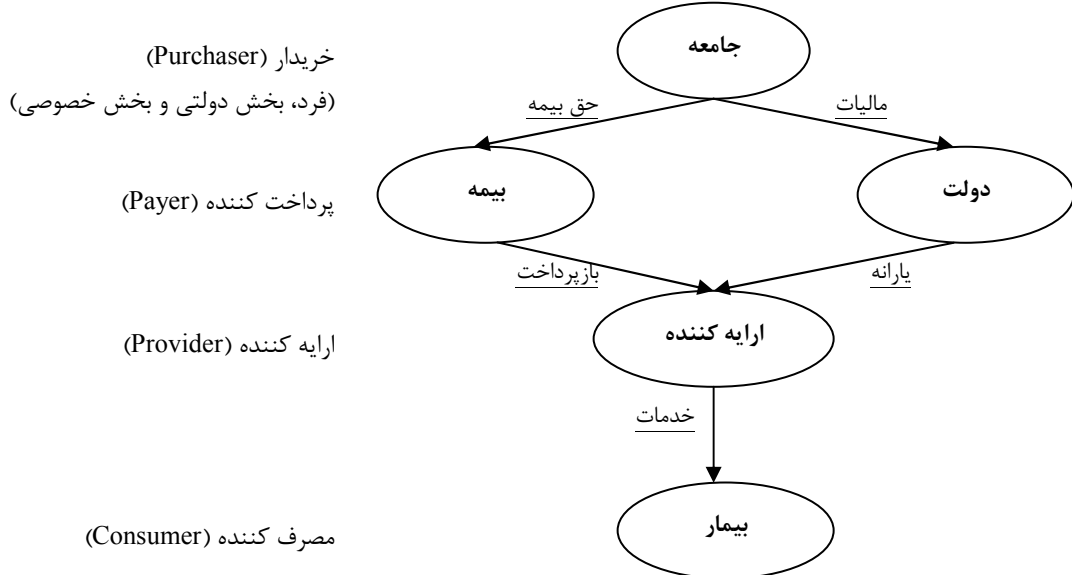 جامعه
خریدار (Purchaser)
(فرد، بخش دولتی و بخش خصوصی)
مالیات
حق بیمه
دولت
بیمه
پرداخت کننده (Payer)
یارانه
بازپرداخت
ارایه کننده
ارایه کننده (Provider)
خدمات
بیمار
مصرف کننده (Consumer)